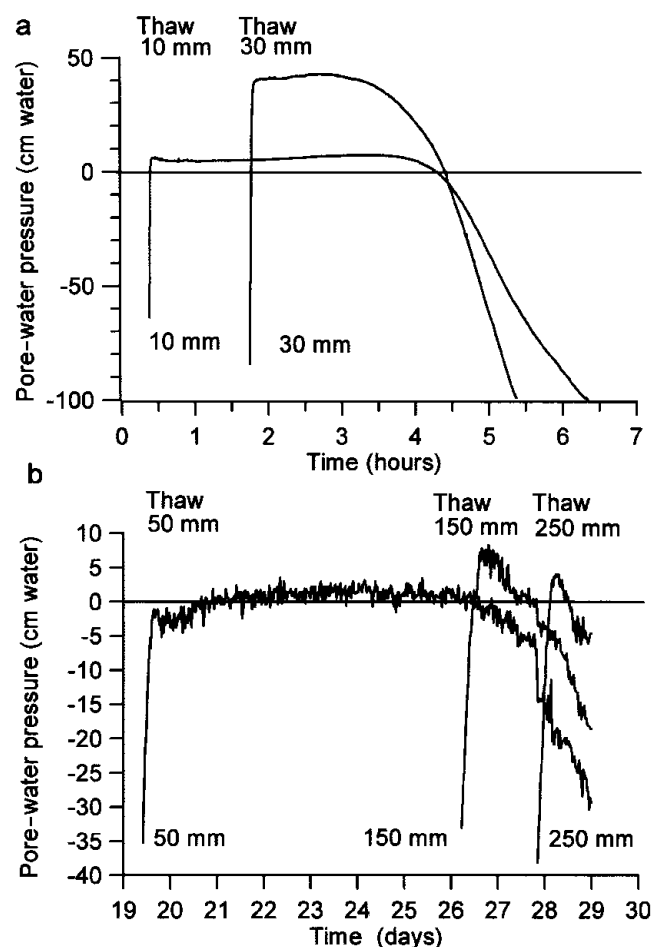 a
Thaw Thaw
10 mm 30 mm
Pore-water pressure (cm water)
50
0
-50
-100
10 mm 30 mm
0 1 2 3 4 5 6 7
Time (hours)
b
Thaw Thaw Thaw
50 mm 150 mm 250 mm
Pore-water pressure (cm water)
10
5
0
-5
-10
-15
-20
-25
-30
-35
-40
50 mm 150 mm 250 mm
19 20 21 22 23 24 25 26 27 28 29 30
Time (days)